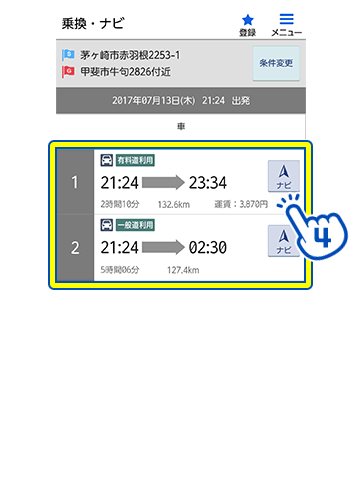 乗換・ナビ
登録
メニュー
茅ヶ崎市赤羽根2253-1
甲斐市牛句2826付近
条件変更
2017年07月13日(木) 21:24 出発
車
1
有料道利用
21:24 23:34
2時間10分 132.6km 運賃：3,870円
ナビ
2
一般道利用
21:24 02:30
5時間06分 127.4km
ナビ
4